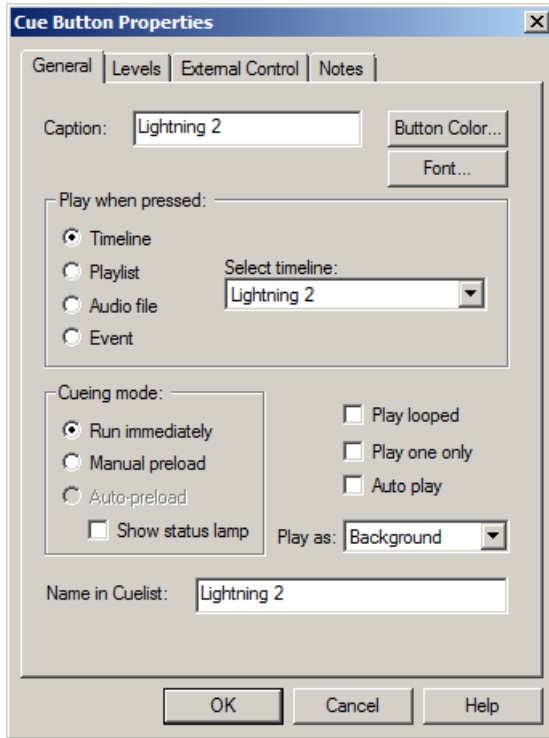 Cue Button Properties
General Levels External Control Notes
Caption: Lightning 2 Button Color...
Font...
Play when pressed:
Timeline
Playlist
Select timeline:
Lightning 2
Audio file
Event
Cueing mode:
Run immediately
Manual preload
Auto-preload
Show status lamp
Play looped
Play one only
Auto play
Play as: Background
Name in Cuelist: Lightning 2
OK Cancel Help